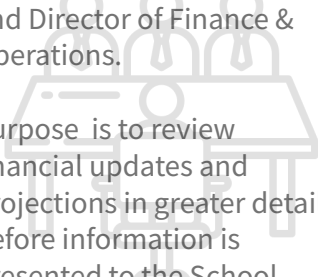 nd Director of Finance &
perations.
urpose is to review
nancial updates and
ojections in greater detai
efore information is
resented to the School